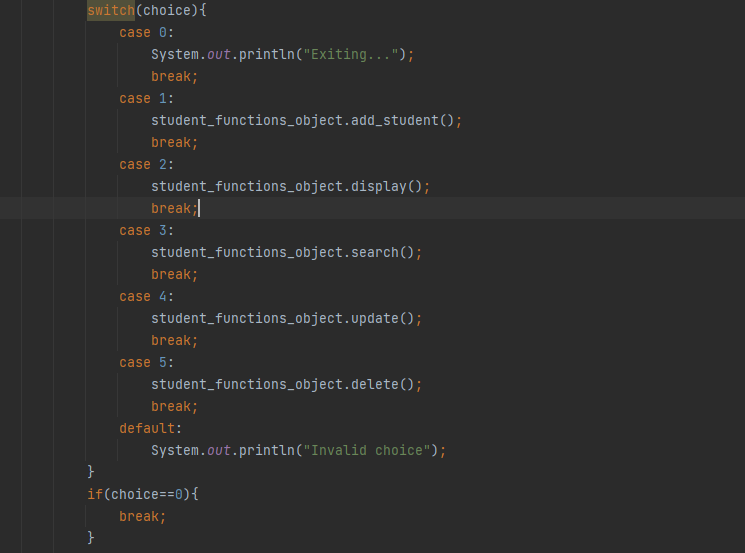 switch(choice){
case 0:
System.out.println("Exiting...");
break;
case 1:
student_functions_object.add_student();
break;
case 2:
student_functions_object.display();
break;
case 3:
student_functions_object.search();
break;
case 4:
student_functions_object.update();
break;
case 5:
student_functions_object.delete();
break;
default:
System.out.println("Invalid choice");
}
if(choice==0){
break;
}